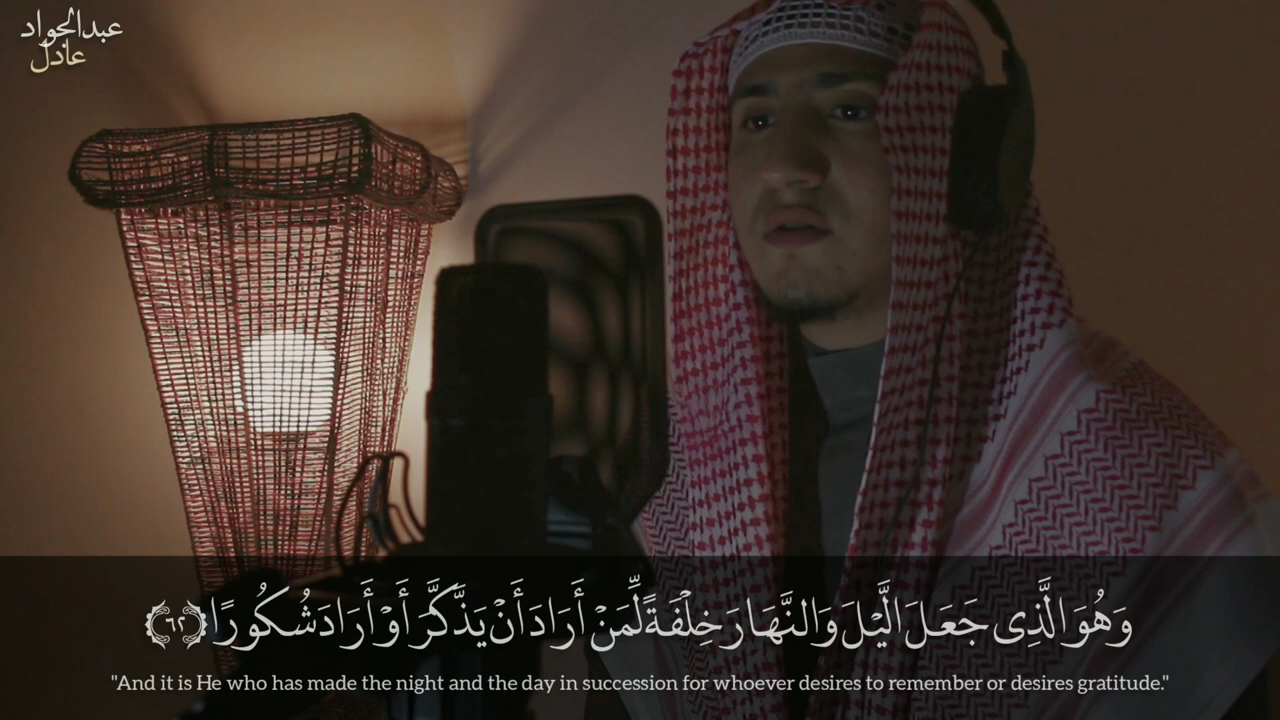 عبدالجواد
عادل
وَهُوَ الَّذِى جَعَلَ الَّيْلَ وَالنَّهَارَ خِلْفَةً لِّمَنْ أَرَادَ أَنْ يَذَّكَّرَ أَوْ أَرَادَ شُكُورًا ﴿٦٢﴾
"And it is He who has made the night and the day in succession for whoever desires to remember or desires gratitude."